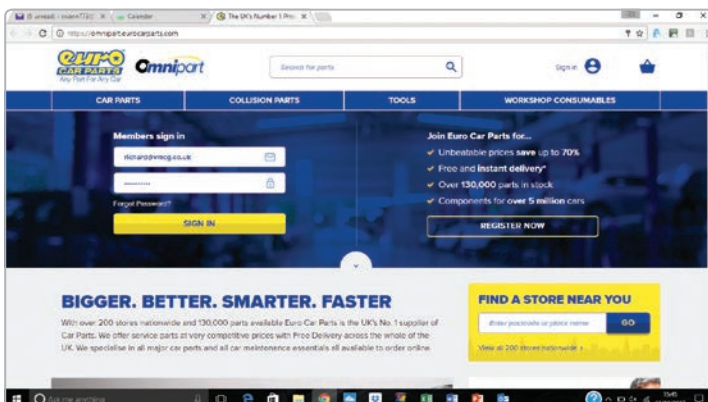 Calendar
The UK's Number 1 Pro
omnipart.eurocarparts.com
EURO
CAR PARTS
Any Part For Any Car
Omnipart
Search for parts
Sign in
CAR PARTS COLLISION PARTS TOOLS WORKSHOP CONSUMABLES
Members sign in
Forgot Password?
SIGN IN
Join Euro Car Parts for...
Unbeatable prices save up to 70%
Free and instant delivery*
Over 130,000 parts in stock
Components for over 5 million cars
REGISTER NOW
BIGGER. BETTER. SMARTER. FASTER
With over 200 stores nationwide and 130,000 parts available Euro Car Parts is the UK's No. 1 supplier of
Car Parts. We offer service parts at very competitive prices with Free Delivery across the whole of the
UK. We specialise in all major car parts and all car maintenance essentials all available to order online
FIND A STORE NEAR YOU
Enter postcode or place name
GO
View all 200 stores nationwide >
Ask me anything
15:45